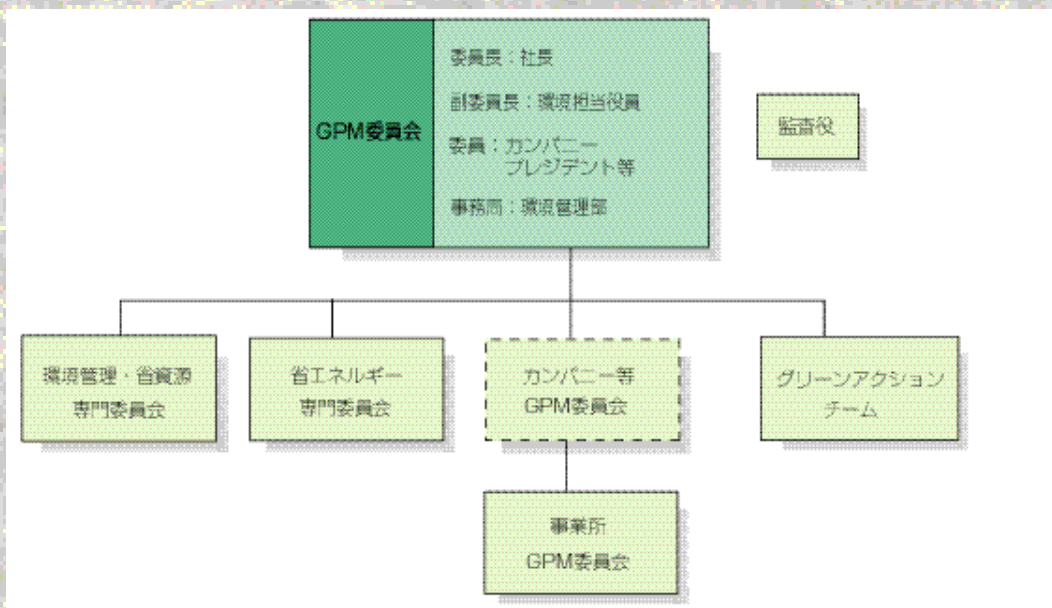 GPM委員会
委員長：社長
副委員長：環境担当役員
委員：カンパニー
プレジデント等
事務局：環境管理部
監査役
環境管理・省資源
専門委員会
省エネルギー
専門委員会
カンパニー等
GPM委員会
グリーンアクション
チーム
事業所
GPM委員会